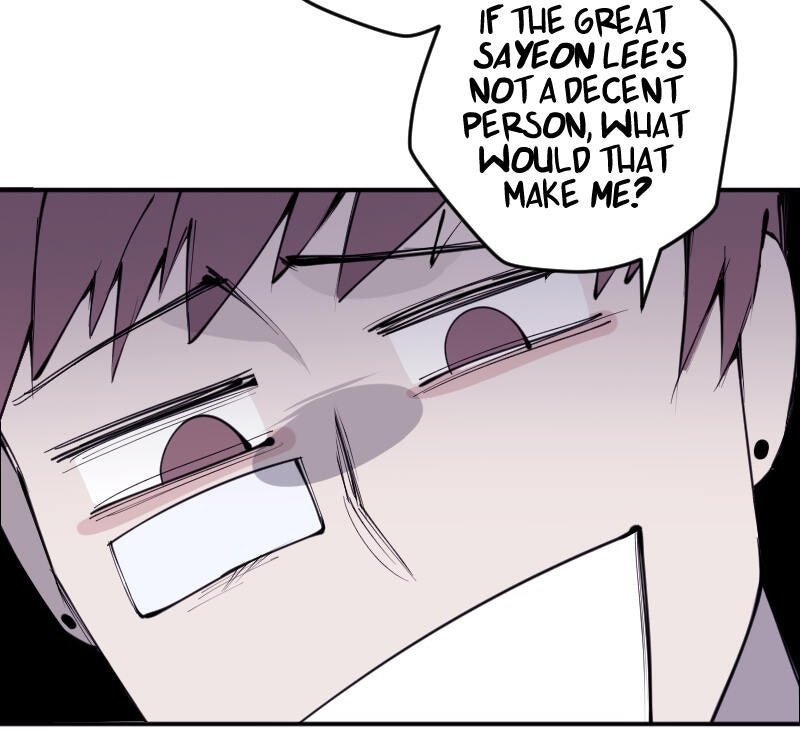 IF THE GREAT
SAYEON LEE'S
NOT A DECENT
PERSON, WHAT
WOULD THAT
MAKE ME?